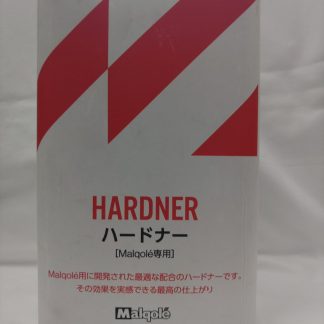 HARDNER
ハードナー
[Malqolé専用]
Malqolé用に開発された最適な配合のハードナーです。
その効果を実感できる最高の仕上がり
Malqolé